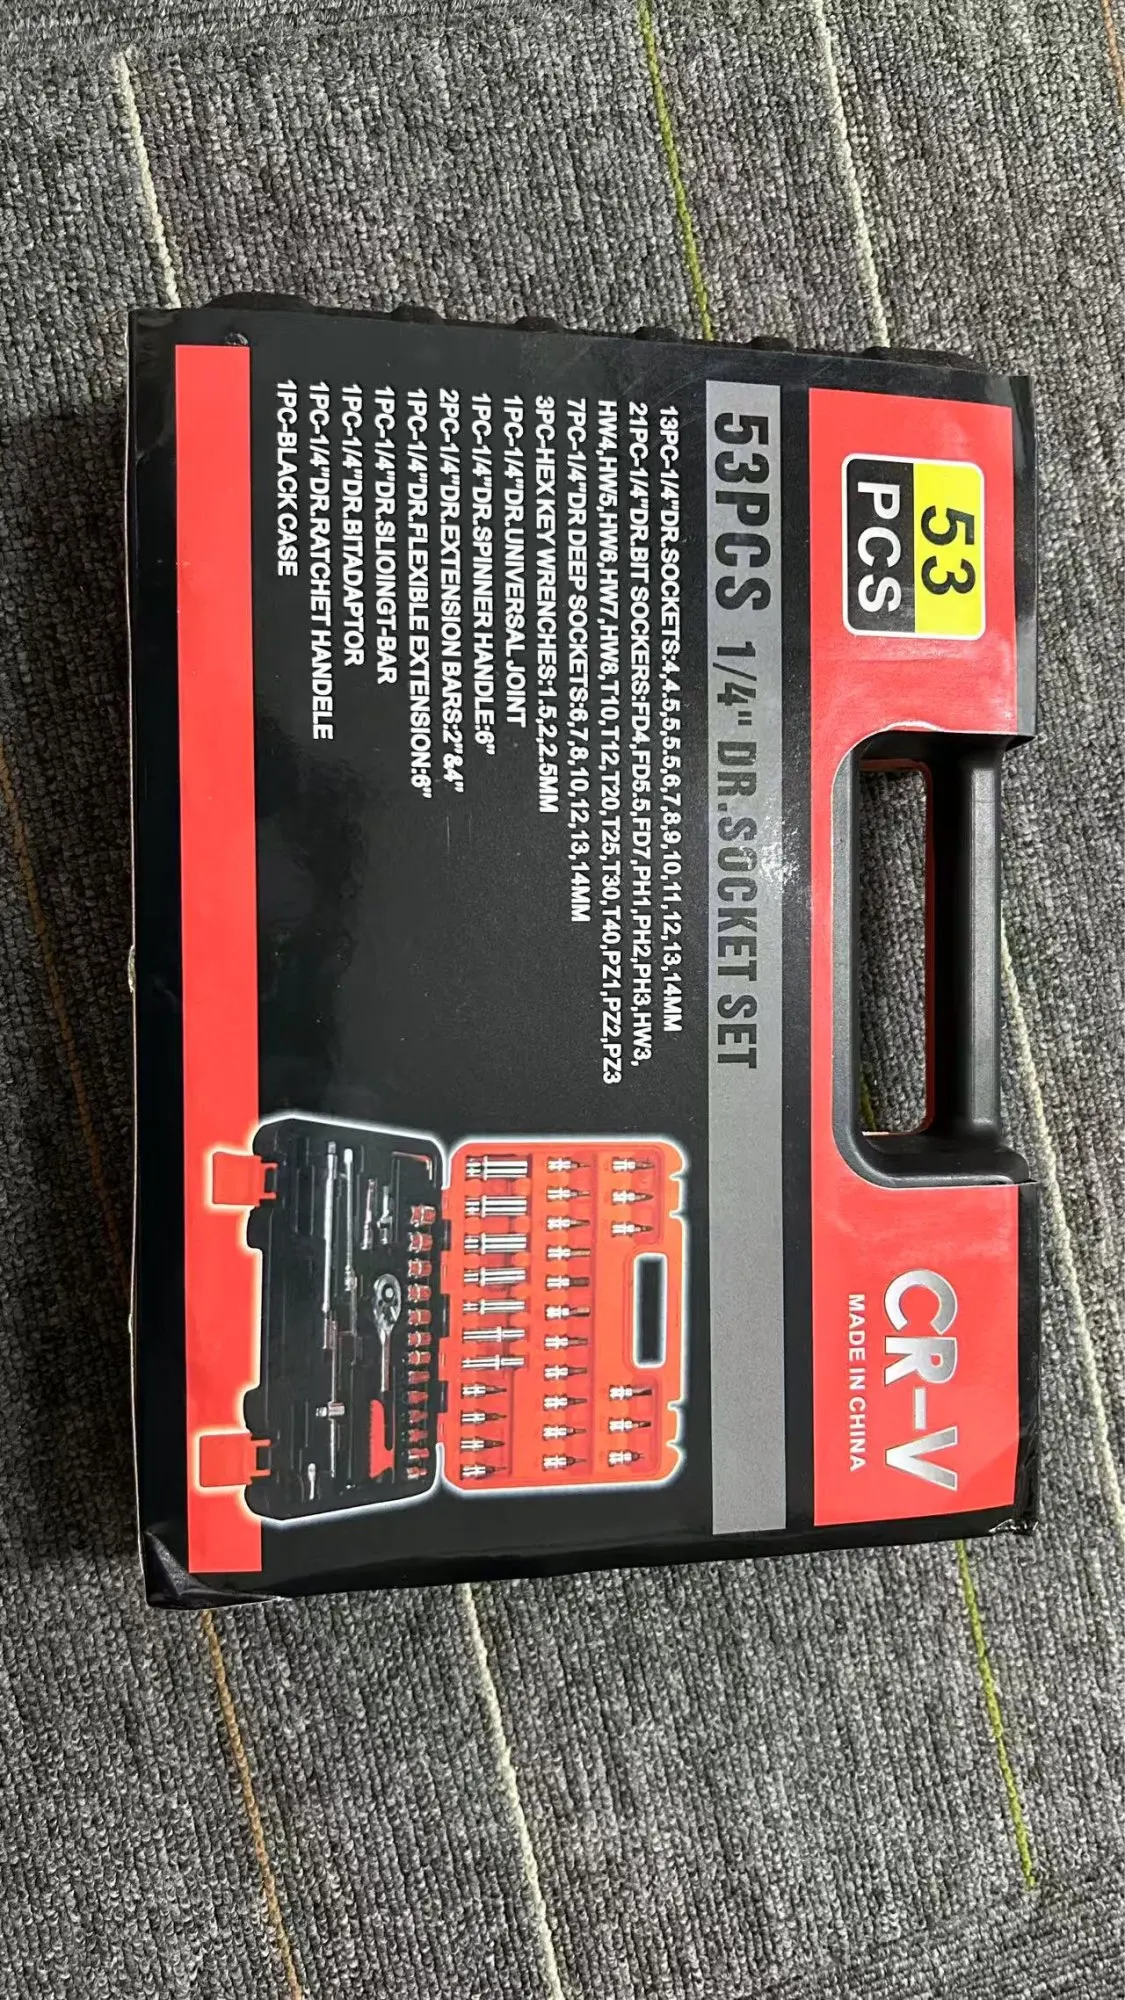 53
PCS
CR-V
MADE IN CHINA
53PCS 1/4" DR.SOCKET SET
13PC-1/4"DR.SOCKETS:4,4.5,5,5.5,6,7,8,9,10,11,12,13,14MM
21PC-1/4"DR.BIT SOCKERS:FD4,FD5.5,FD7,PH1,PH2,PH3,HW3,
HW4,HW5,HW6,HW7,HW8,T10,T12,T20,T25,T30,T40,PZ1,PZ2,PZ3
7PC-1/4"DR DEEP SOCKETS:6,7,8,10,12,13,14MM
3PC-HEX KEY WRENCHES:1.5,2,2.5MM
1PC-1/4"DR.UNIVERSAL JOINT
1PC-1/4"DR.SPINNER HANDLE:6"
2PC-1/4"DR.EXTENSION BARS:2"&4"
1PC-1/4"DR.FLEXIBLE EXTENSION:6"
1PC-1/4"DR.SLIOINGT-BAR
1PC-1/4"DR.BITADAPTOR
1PC-1/4"DR.RATCHET HANDELE
1PC-BLACK CASE